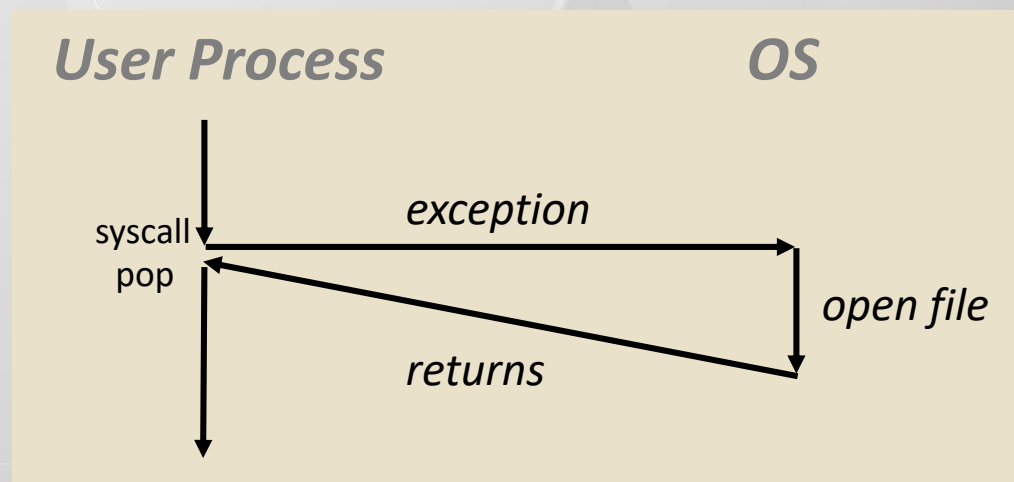 User Process OS
exception
syscall
pop
open file
returns